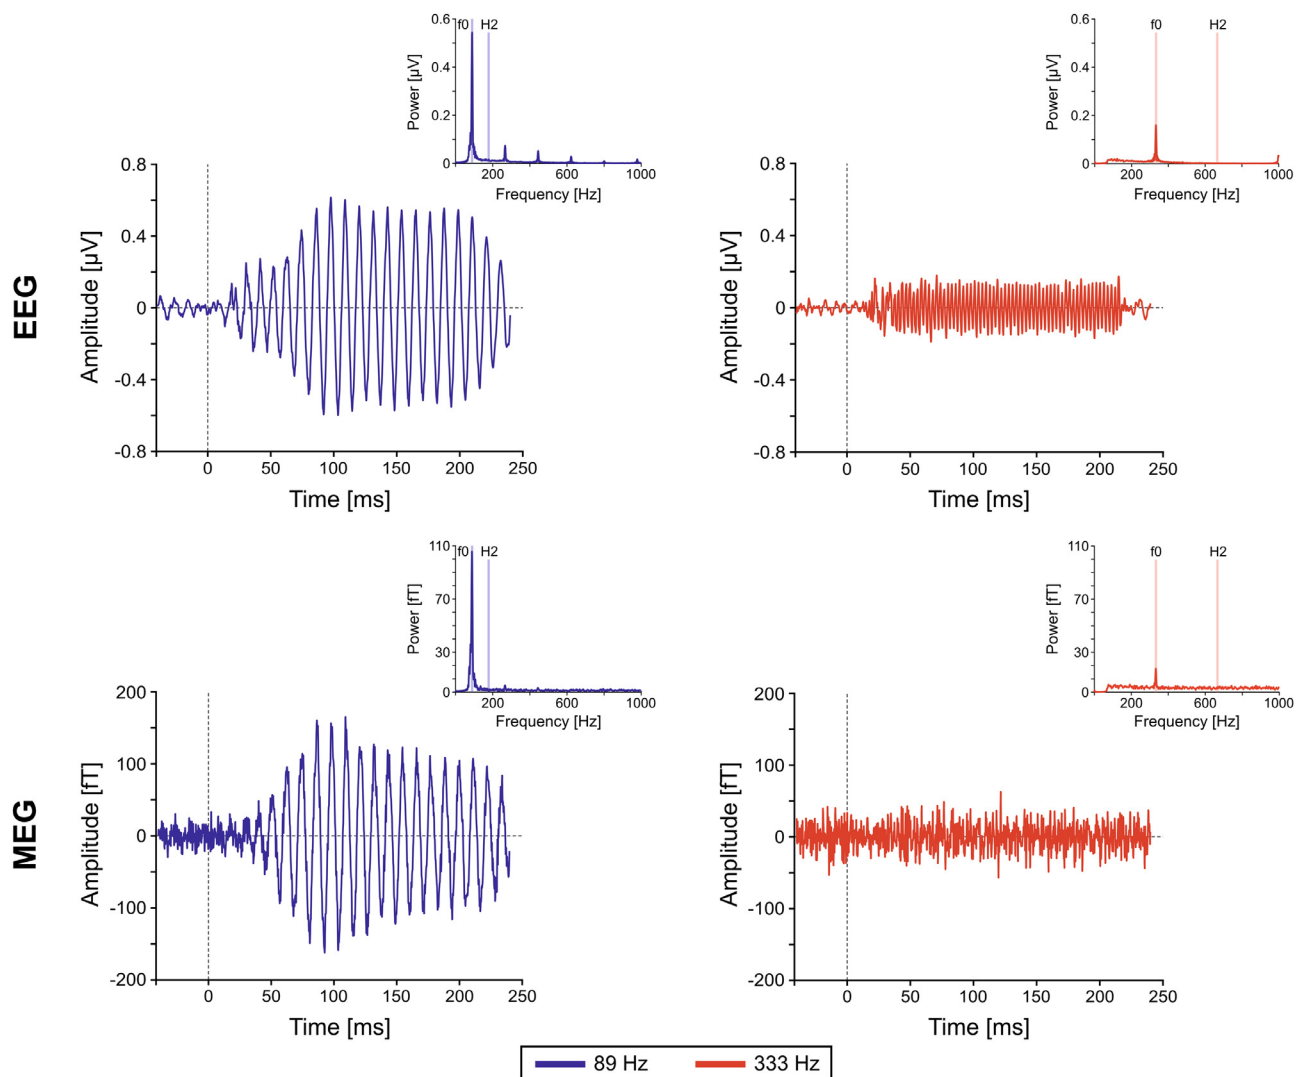 EEG
0.6
0.4
0.2
0
Power [µV]
f0 H2
200 600 1000
Frequency [Hz]
0.8
0.4
0
-0.4
-0.8
Amplitude [µV]
0 50 100 150 200 250
Time [ms]
0.6
0.4
0.2
0
Power [µV]
f0 H2
200 600 1000
Frequency [Hz]
0.8
0.4
0
-0.4
-0.8
Amplitude [µV]
0 50 100 150 200 250
Time [ms]
MEG
110
70
30
0
Power [fT]
f0 H2
200 600 1000
Frequency [Hz]
200
100
0
-100
-200
Amplitude [fT]
0 50 100 150 200 250
Time [ms]
110
70
30
0
Power [fT]
f0 H2
200 600 1000
Frequency [Hz]
200
100
0
-100
-200
Amplitude [fT]
0 50 100 150 200 250
Time [ms]
89 Hz 333 Hz